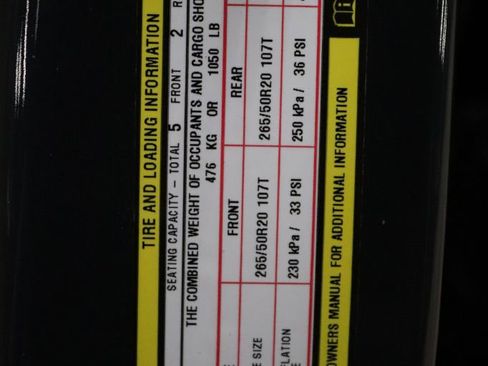 TIRE AND LOADING INFORMATION
SEATING CAPACITY – TOTAL 5 FRONT 2
THE COMBINED WEIGHT OF OCCUPANTS AND CARGO SHO
476 KG OR 1050 LB
FRONT REAR
E SIZE 265/50R20 107T 265/50R20 107T
FLATION 230 kPa / 33 PSI 250 kPa / 36 PSI
OWNERS MANUAL FOR ADDITIONAL INFORMATION